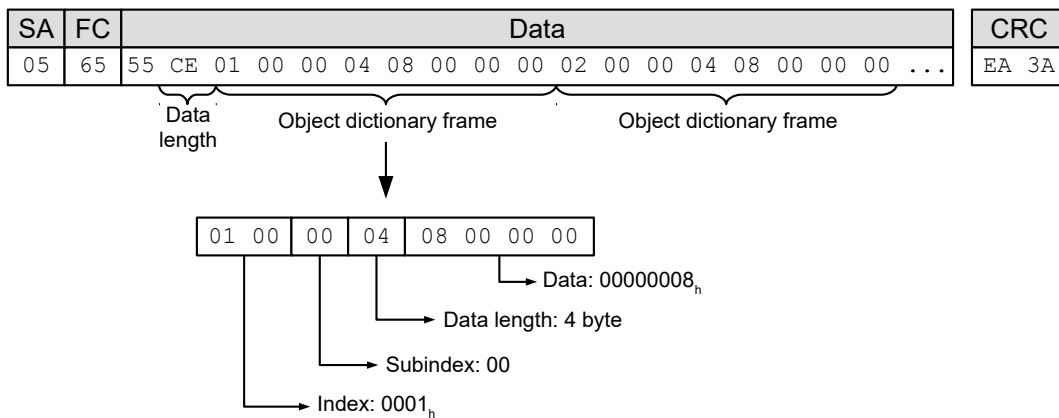 SA FC Data CRC
05 65 55 CE 01 00 00 04 08 00 00 00 02 00 00 04 08 00 00 00 ... EA 3A
Data length
Object dictionary frame
Object dictionary frame
01 00 00 04 08 00 00 00
Data: 00000008h
Data length: 4 byte
Subindex: 00
Index: 0001h